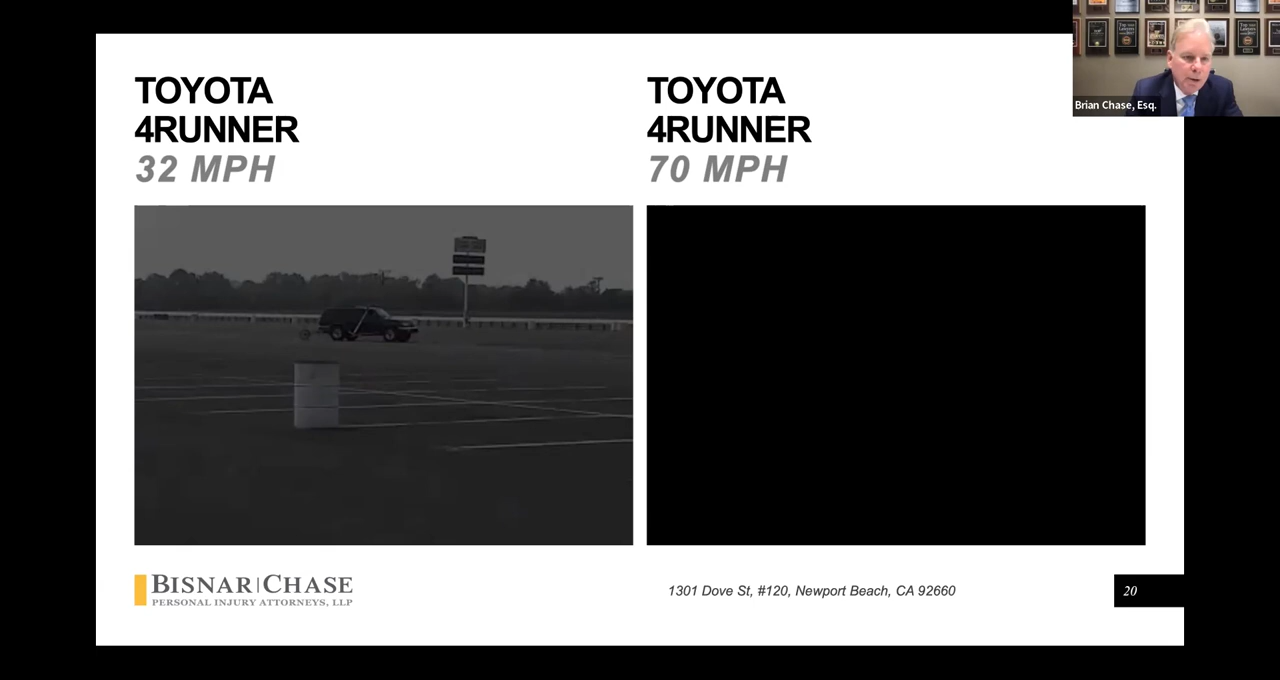 TOYOTA
4RUNNER
32 MPH
TOYOTA
4RUNNER
70 MPH
Brian Chase, Esq.
BISNAR|CHASE
PERSONAL INJURY ATTORNEYS, LLP
1301 Dove St, #120, Newport Beach, CA 92660
20